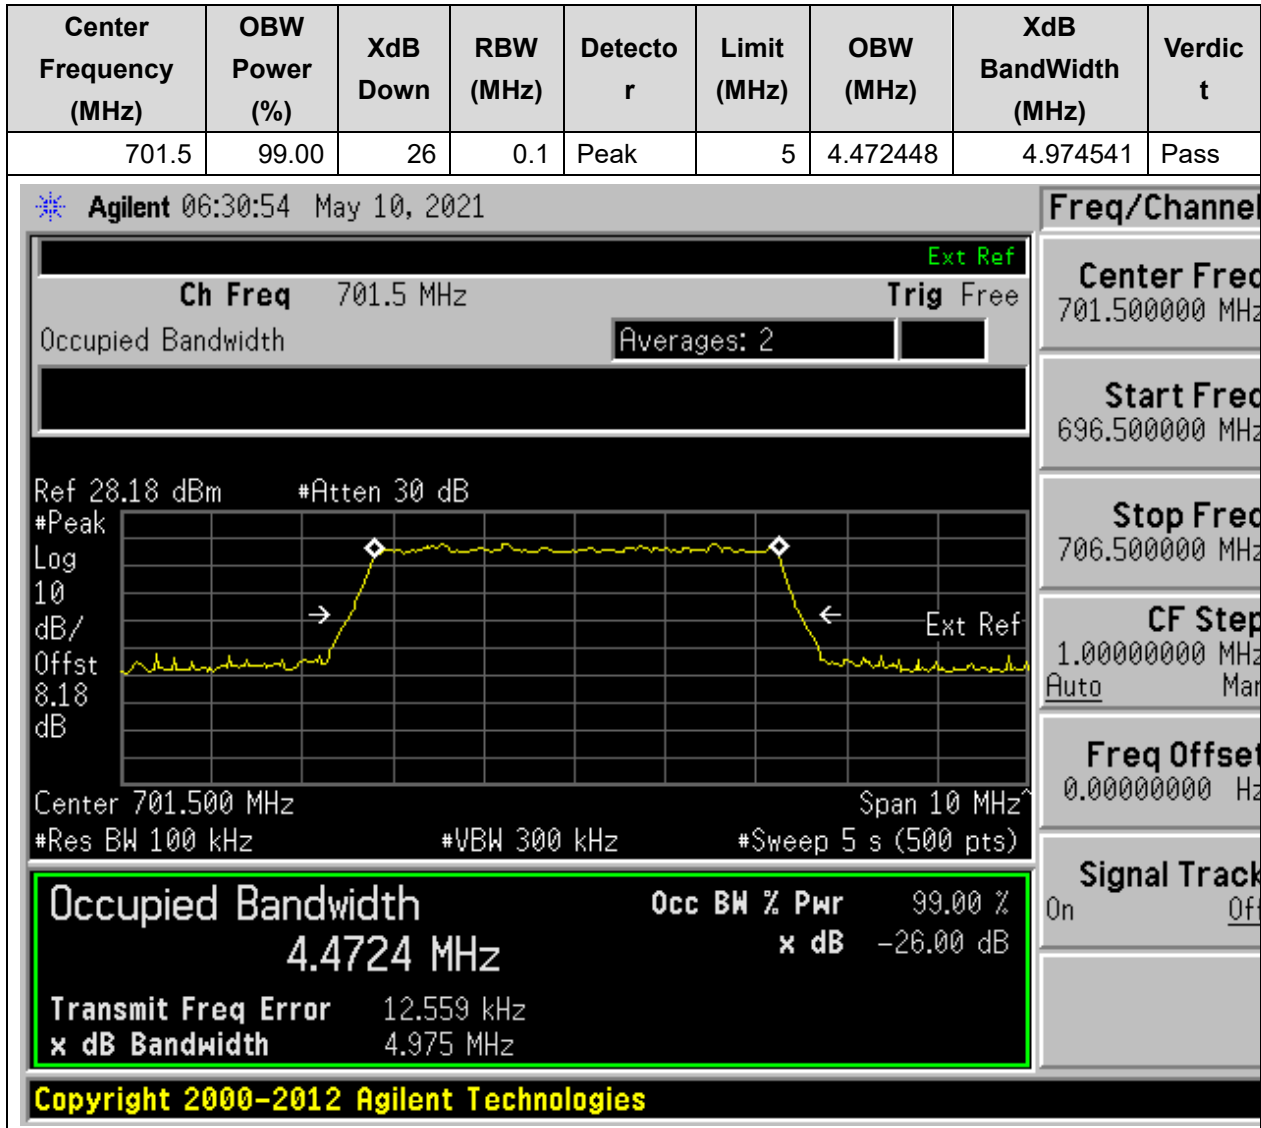 Center Frequency (MHz) OBW Power (%) XdB Down RBW (MHz) Detecto r Limit (MHz) OBW (MHz) XdB BandWidth (MHz) Verdic t
701.5 99.00 26 0.1 Peak 5 4.472448 4.974541 Pass
Agilent 06:30:54 May 10, 2021
Freq/Channel
Ext Ref
Ch Freq 701.5 MHz Trig Free
Occupied Bandwidth Averages: 2
Center Freq
701.500000 MHz
Start Freq
696.500000 MHz
Stop Freq
706.500000 MHz
CF Step
1.00000000 MHz
Auto Man
Freq Offset
0.00000000 Hz
Signal Track
On Off
Ref 28.18 dBm #Atten 30 dB
#Peak
Log
10
dB/
Offst
8.18
dB
Ext Ref
Center 701.500 MHz Span 10 MHz^
#Res BW 100 kHz #VBW 300 kHz #Sweep 5 s (500 pts)
Occupied Bandwidth Occ BW % Pwr 99.00 %
4.4724 MHz x dB -26.00 dB
Transmit Freq Error 12.559 kHz
x dB Bandwidth 4.975 MHz
Copyright 2000-2012 Agilent Technologies